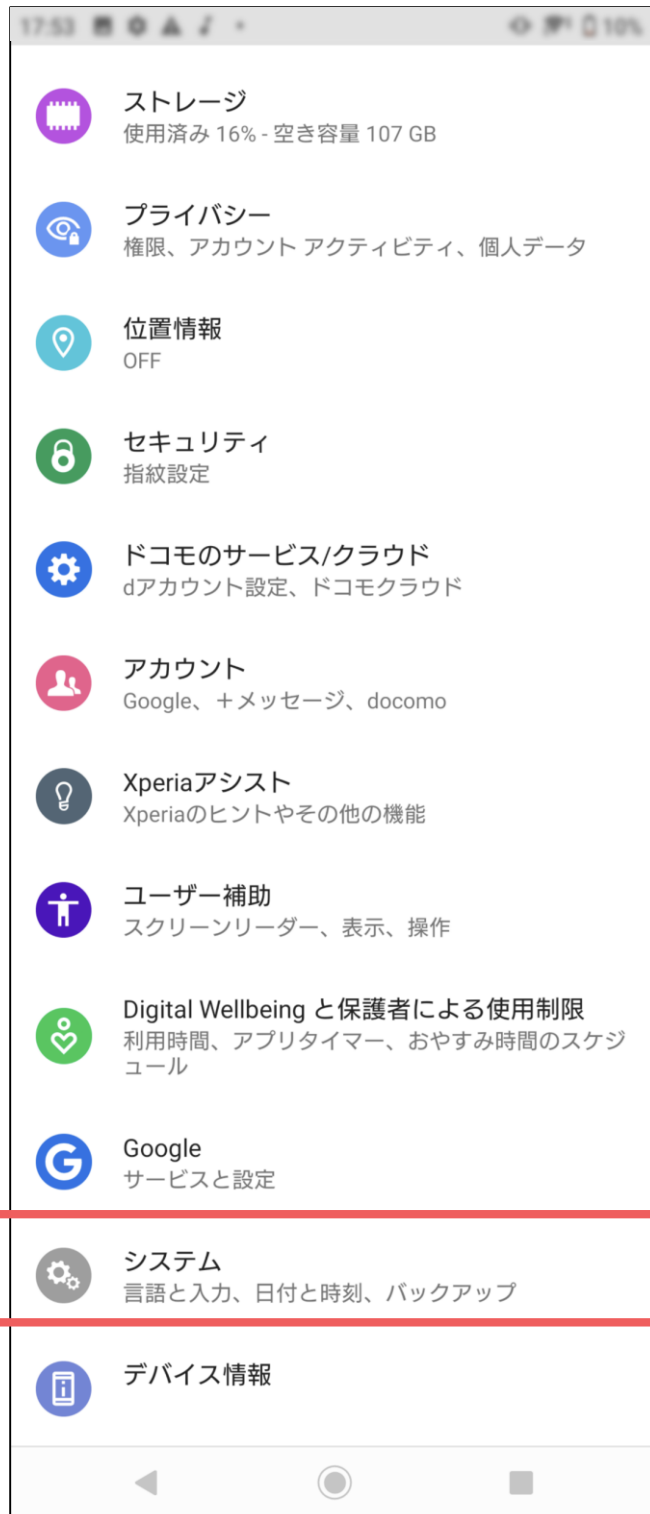 17:53
10%
ストレージ
使用済み 16% - 空き容量 107 GB
プライバシー
権限、アカウント アクティビティ、個人データ
位置情報
OFF
セキュリティ
指紋設定
ドコモのサービス/クラウド
dアカウント設定、ドコモクラウド
アカウント
Google、＋メッセージ、docomo
Xperiaアシスト
Xperiaのヒントやその他の機能
ユーザー補助
スクリーンリーダー、表示、操作
Digital Wellbeing と保護者による使用制限
利用時間、アプリタイマー、おやすみ時間のスケジ
ュール
Google
サービスと設定
システム
言語と入力、日付と時刻、バックアップ
デバイス情報